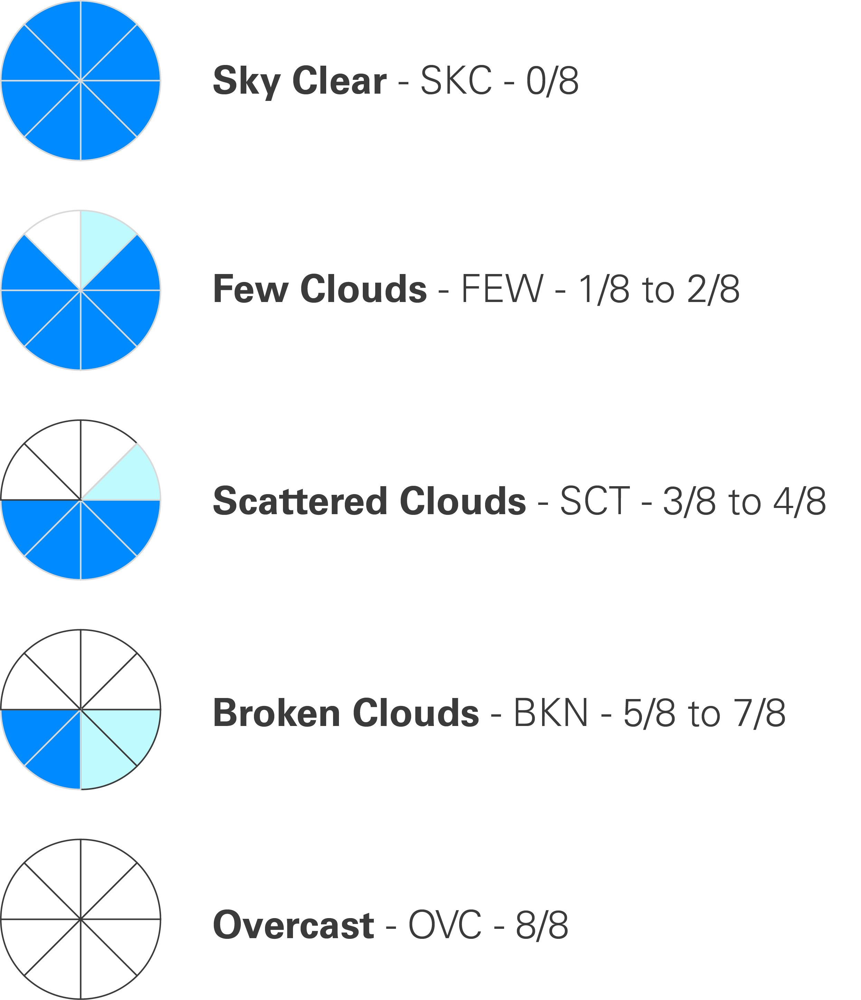 Sky Clear - SKC - 0/8
Few Clouds - FEW - 1/8 to 2/8
Scattered Clouds - SCT - 3/8 to 4/8
Broken Clouds - BKN - 5/8 to 7/8
Overcast - OVC - 8/8